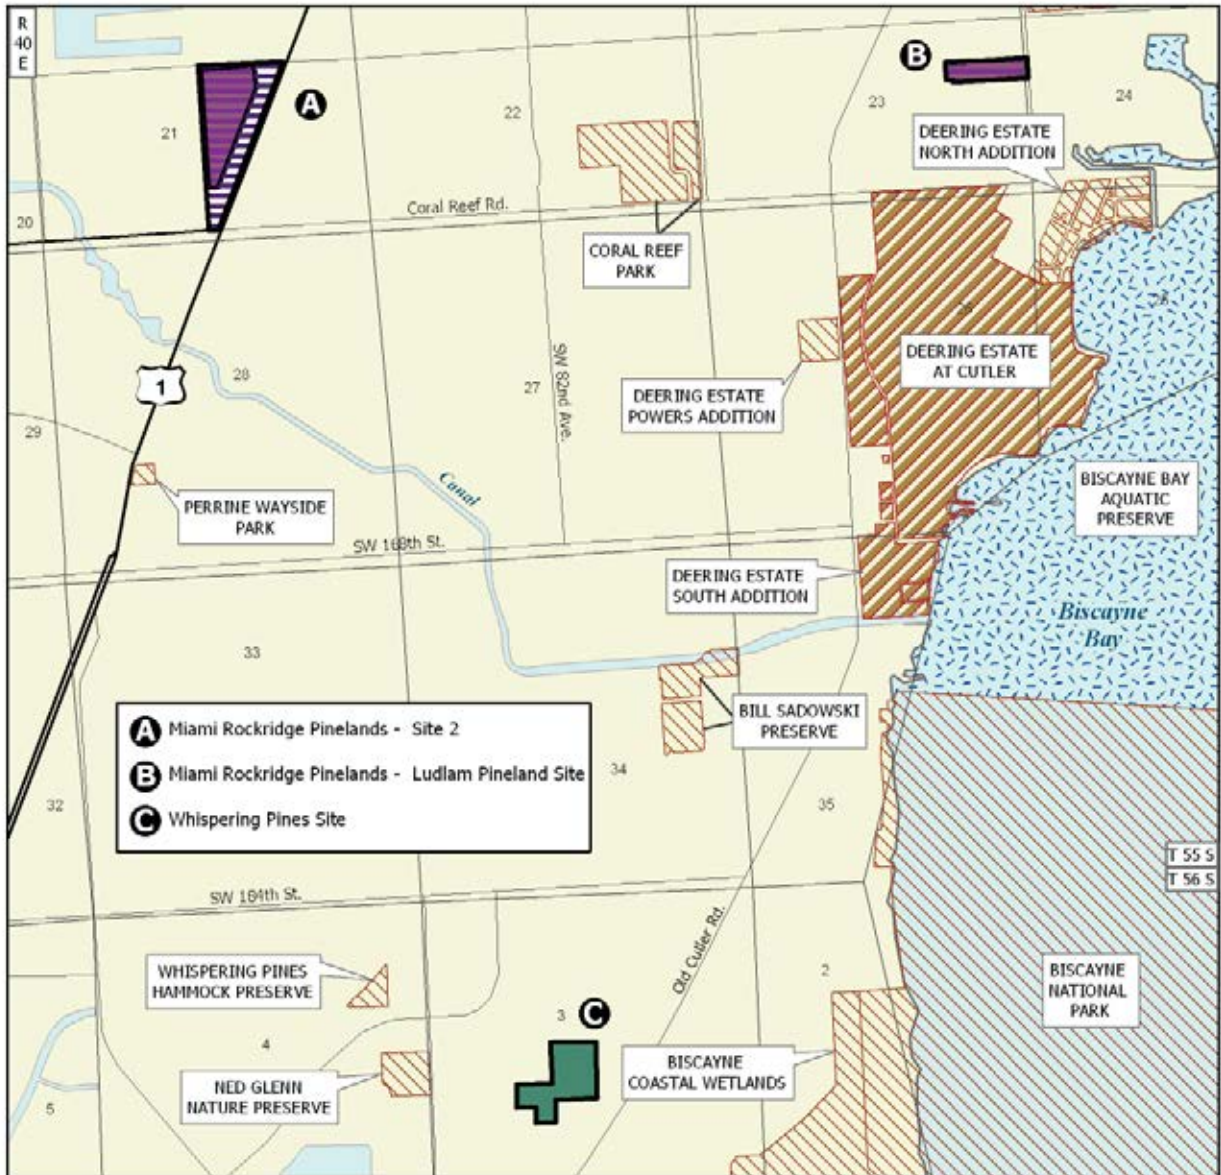 R
40
E
A
B
21
22
23
24
DEERING ESTATE
NORTH ADDITION
20
Coral Reef Rd.
CORAL REEF
PARK
26
25
1
28
27
SW 82nd Ave.
DEERING ESTATE
AT CUTLER
DEERING ESTATE
POWERS ADDITION
29
Canal
PERRINE WAYSIDE
PARK
BISCAYNE BAY
AQUATIC
PRESERVE
SW 168th St.
DEERING ESTATE
SOUTH ADDITION
Biscayne
Bay
33
BILL SADOWSKI
PRESERVE
A Miami Rockridge Pinelands - Site 2
B Miami Rockridge Pinelands - Ludlam Pineland Site
C Whispering Pines Site
34
32
35
T 55 S
T 56 S
SW 184th St.
Old Culler Rd.
WHISPERING PINES
HAMMOCK PRESERVE
2
BISCAYNE
NATIONAL
PARK
3
C
4
BISCAYNE
COASTAL WETLANDS
NED GLENN
NATURE PRESERVE
5